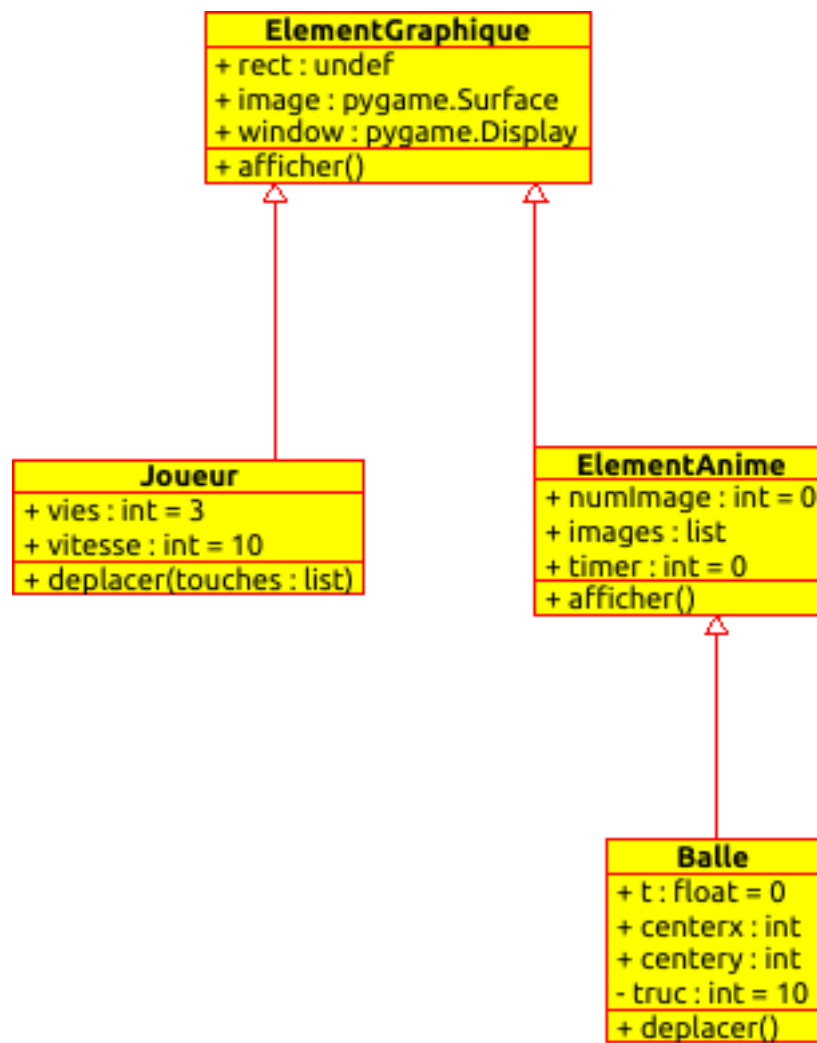 ElementGraphique
+ rect : undef
+ image : pygame.Surface
+ window : pygame.Display
+ afficher()
Joueur
+ vies : int = 3
+ vitesse : int = 10
+ deplacer(touches : list)
ElementAnime
+ numImage : int = 0
+ images : list
+ timer : int = 0
+ afficher()
Balle
+ t : float = 0
+ centerx : int
+ centery : int
- truc : int = 10
+ deplacer()